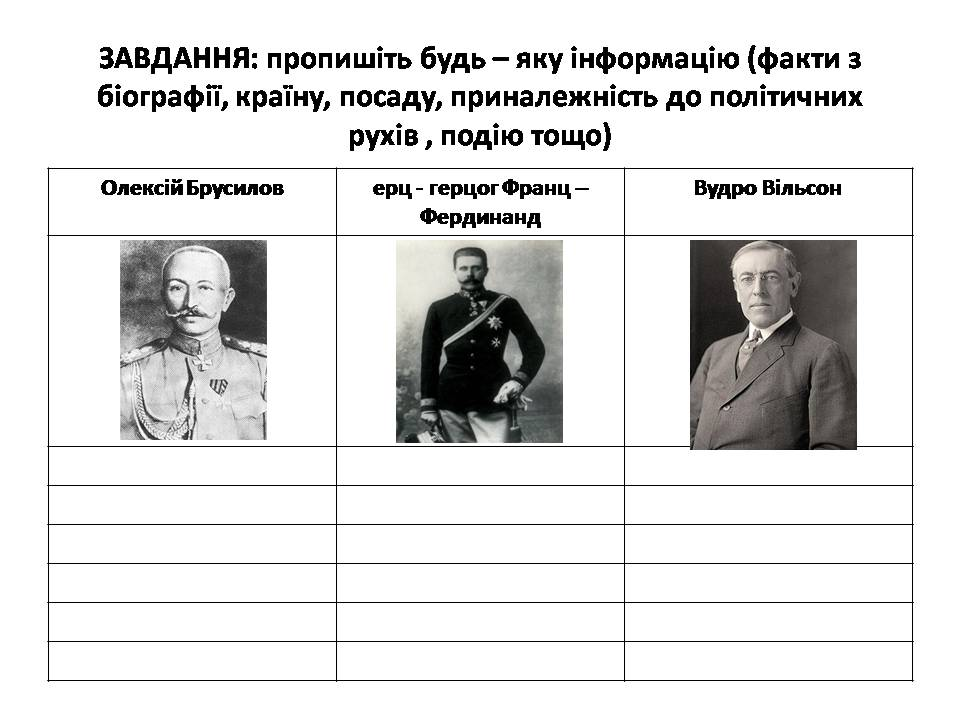 ЗАВДАННЯ: пропишіть будь – яку інформацію (факти з
біографії, країну, посаду, приналежність до політичних
рухів , подію тощо)
Олексій Брусилов
ерц - герцог Франц –
Фердинанд
Вудро Вільсон